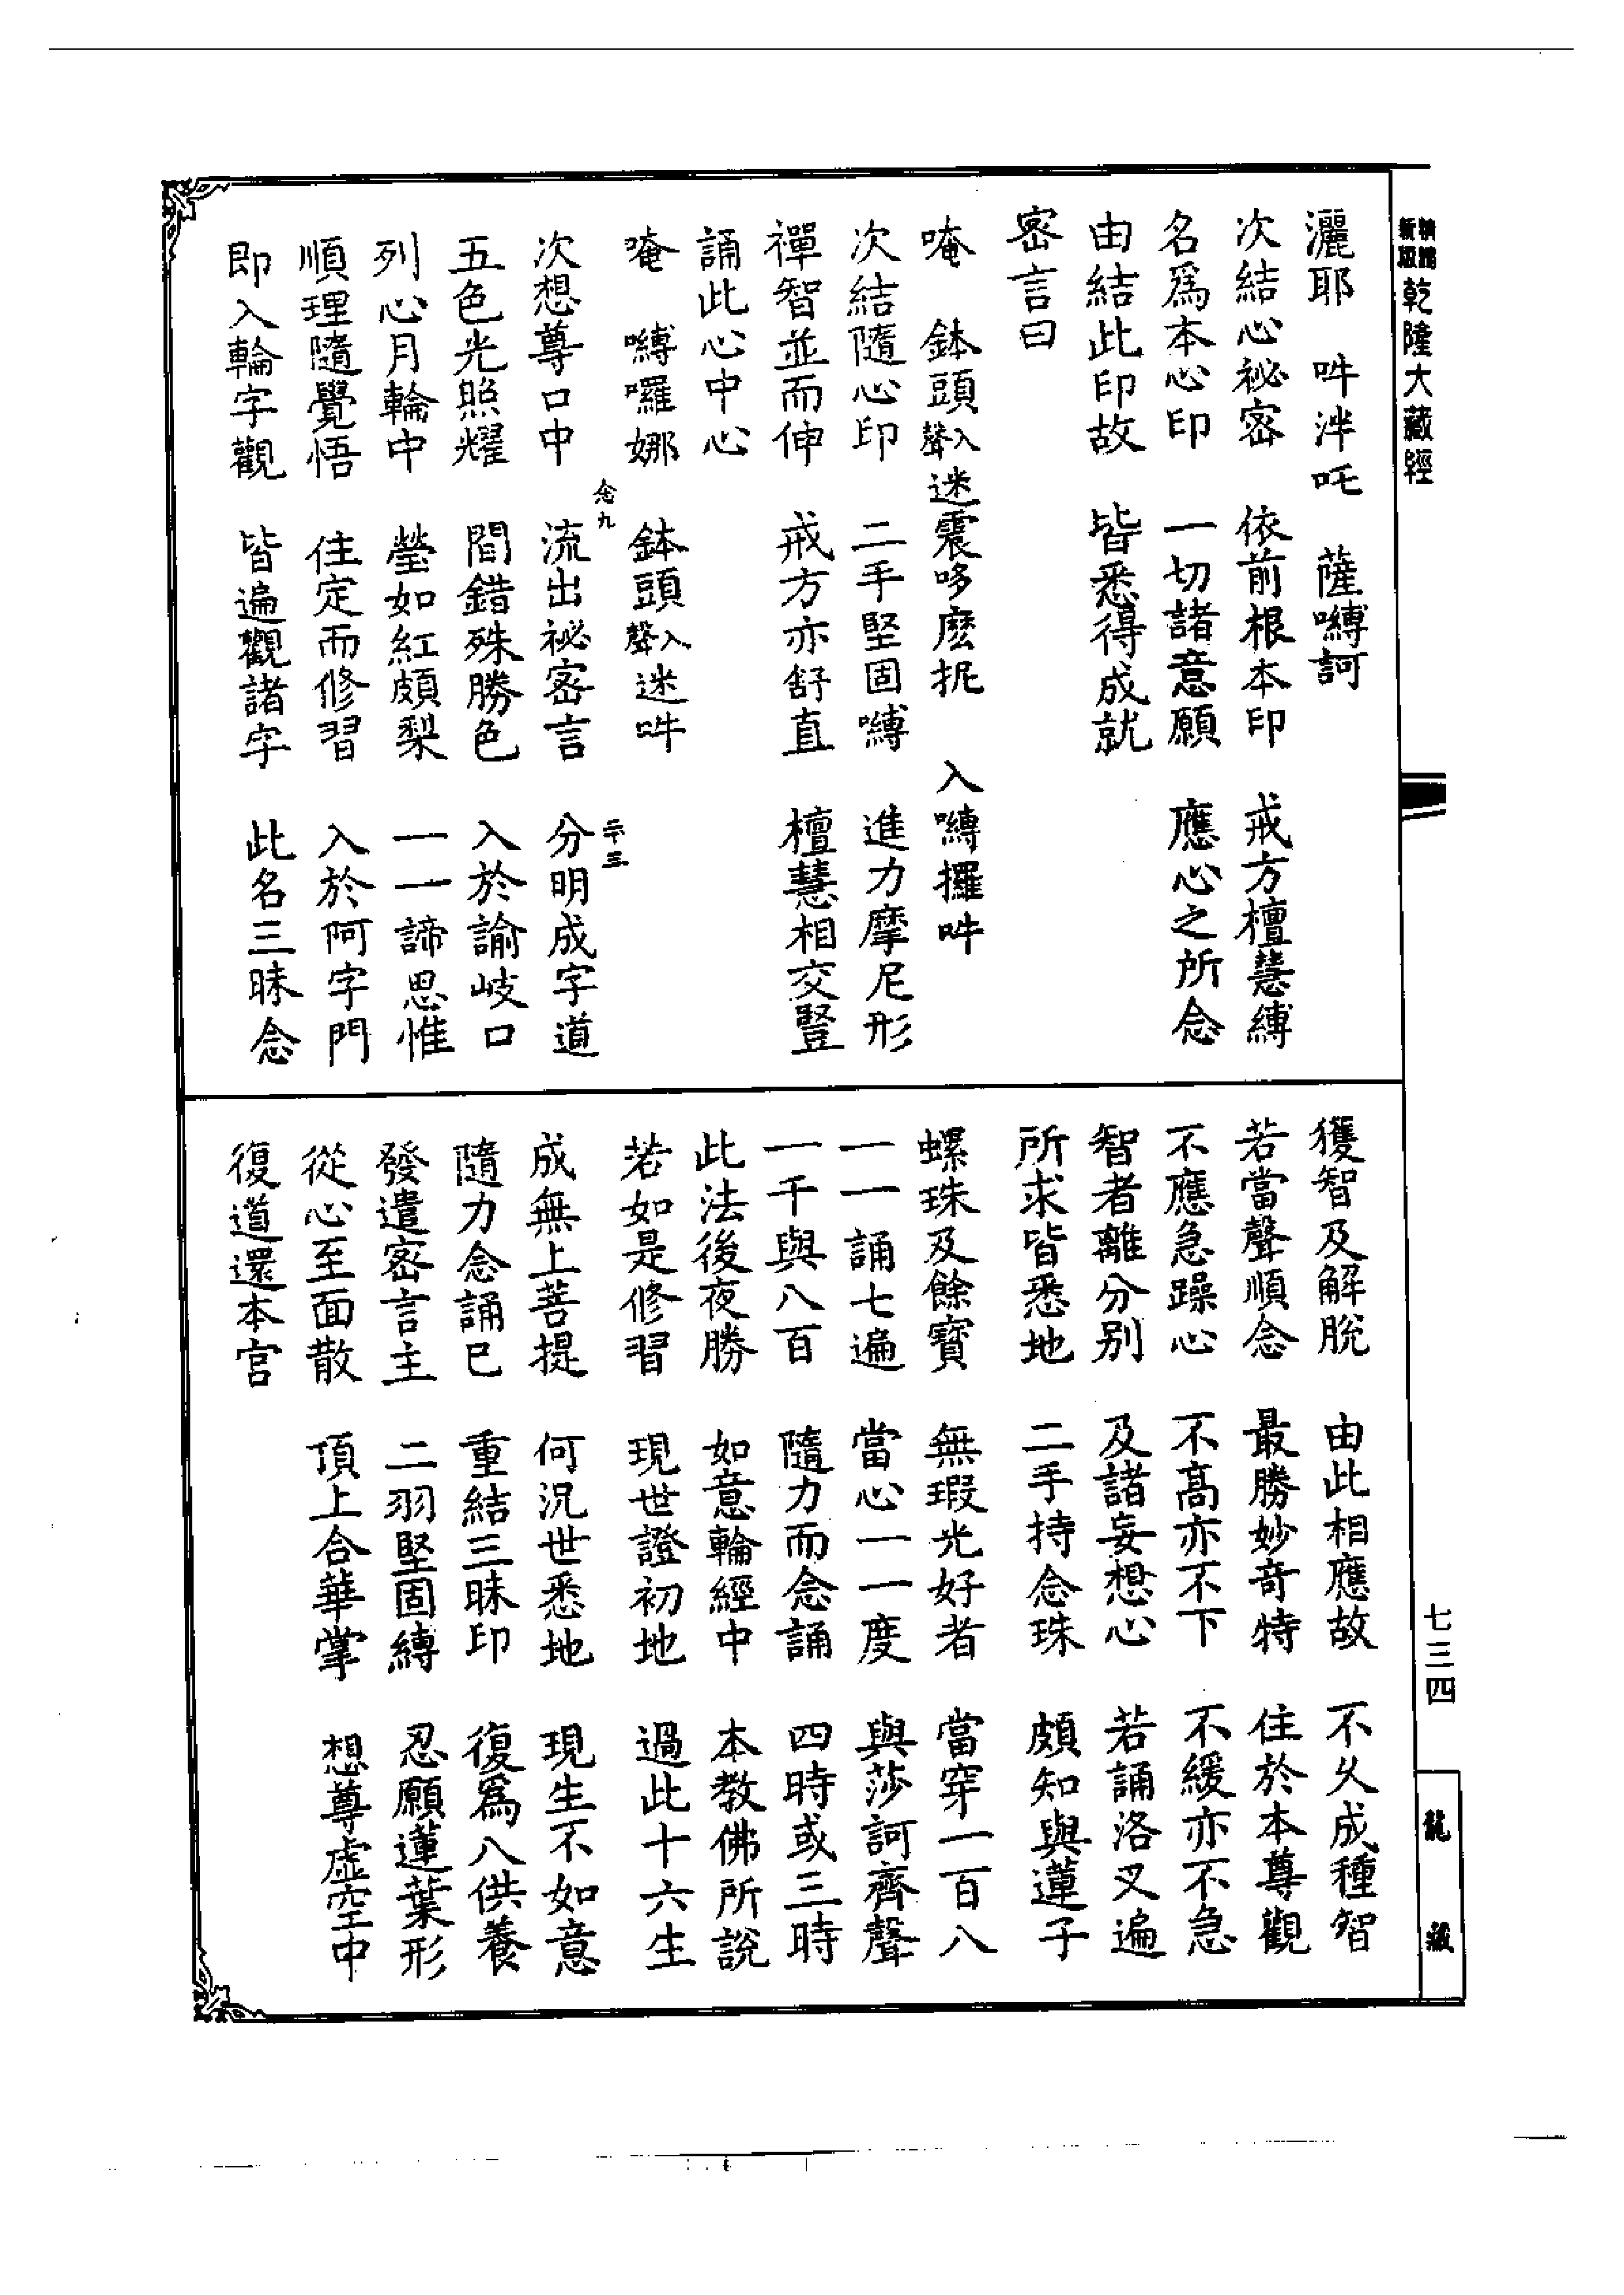 新版
精縮
乾隆大藏經
灑耶　吽泮吒　薩嚩訶
次結心祕密　依前根本印　戒方檀慧縛
名爲本心印　一切諸意願　應心之所念
由結此印故　皆悉得成就
密言曰
唵　鉢頭入聲迷震哆麽抳　入嚩攞吽
次結隨心印　二手堅固嚩　進力摩尼形
禪智並而伸　戒方亦舒直　檀慧相交豎
誦此心中心
唵　嚩囉娜　鉢頭入聲迷吽
念九　二十三
次想尊口中　流出祕密言　分明成字道
五色光照耀　間錯殊勝色　入於諭岐口
列心月輪中　瑩如紅頗梨　一一諦思惟
順理隨覺悟　住定而修習　入於阿字門
即入輪字觀　皆遍觀諸字　此名三昧念
獲智及解脫　由此相應故　不久成種智
若當聲順念　最勝妙奇特　住於本尊觀
不應急躁心　不高亦不下　不緩亦不急
智者離分別　及諸妄想心　若誦洛叉遍
所求皆悉地　二手持念珠　頗知與蓮子
螺珠及餘寶　無瑕光好者　當穿一百八
一一誦七遍　當心一一度　與莎訶齊聲
一千與八百　隨力而念誦　四時或三時
此法後夜勝　如意輪經中　本教佛所說
若如是修習　現世證初地　過此十六生
成無上菩提　何況世悉地　現生不如意
隨力念誦已　重結三昧印　復爲八供養
發遣密言主　二羽堅固縛　忍願蓮葉形
從心至面散　頂上合華掌　想尊虛空中
復道還本宮
七三四
龍藏